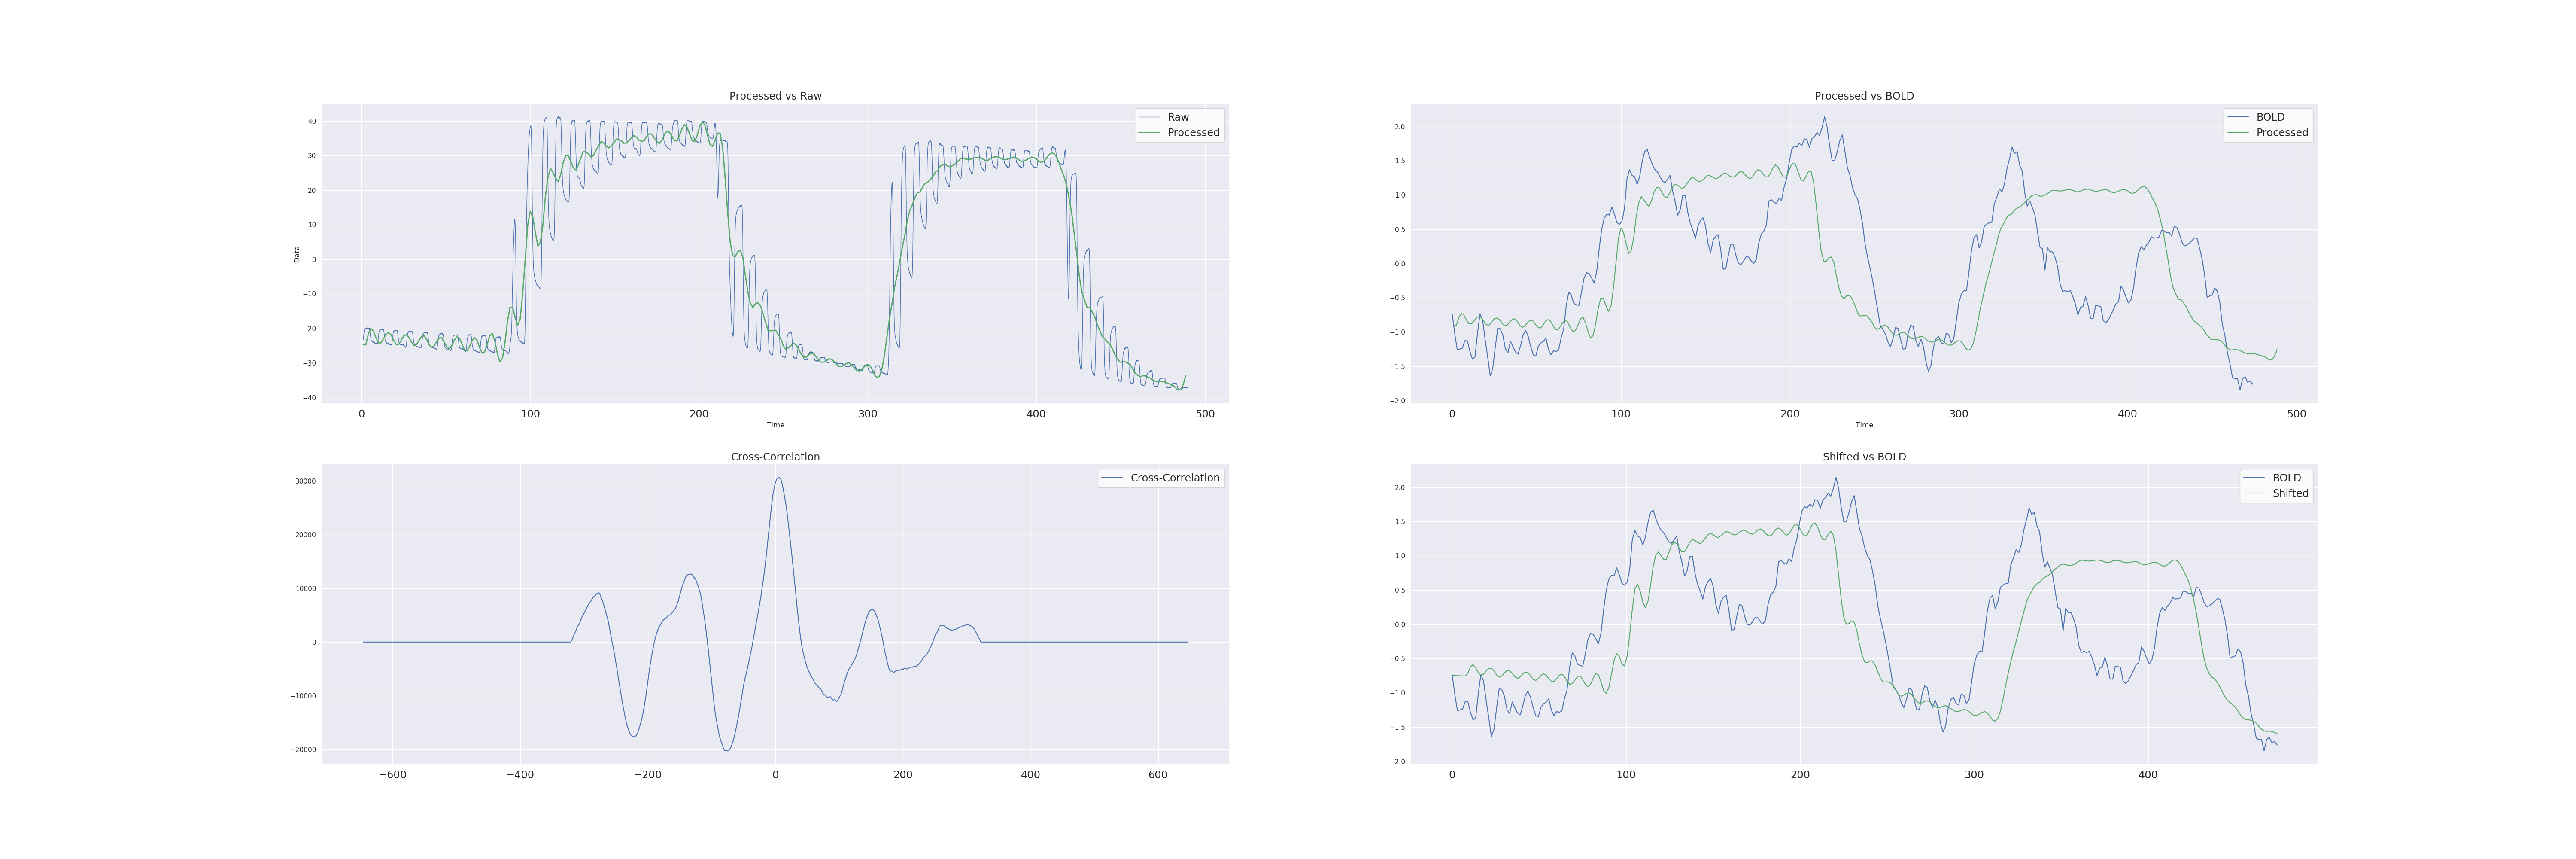 Processed vs Raw
Raw
Processed
Data
40
30
20
10
0
−10
−20
−30
−40
0 100 200 300 400 500
Time
Processed vs BOLD
BOLD
Processed
2.0
1.5
1.0
0.5
0.0
−0.5
−1.0
−1.5
−2.0
0 100 200 300 400 500
Time
Cross-Correlation
Cross-Correlation
30000
20000
10000
0
−10000
−20000
−600 −400 −200 0 200 400 600
Shifted vs BOLD
BOLD
Shifted
2.0
1.5
1.0
0.5
0.0
−0.5
−1.0
−1.5
−2.0
0 100 200 300 400